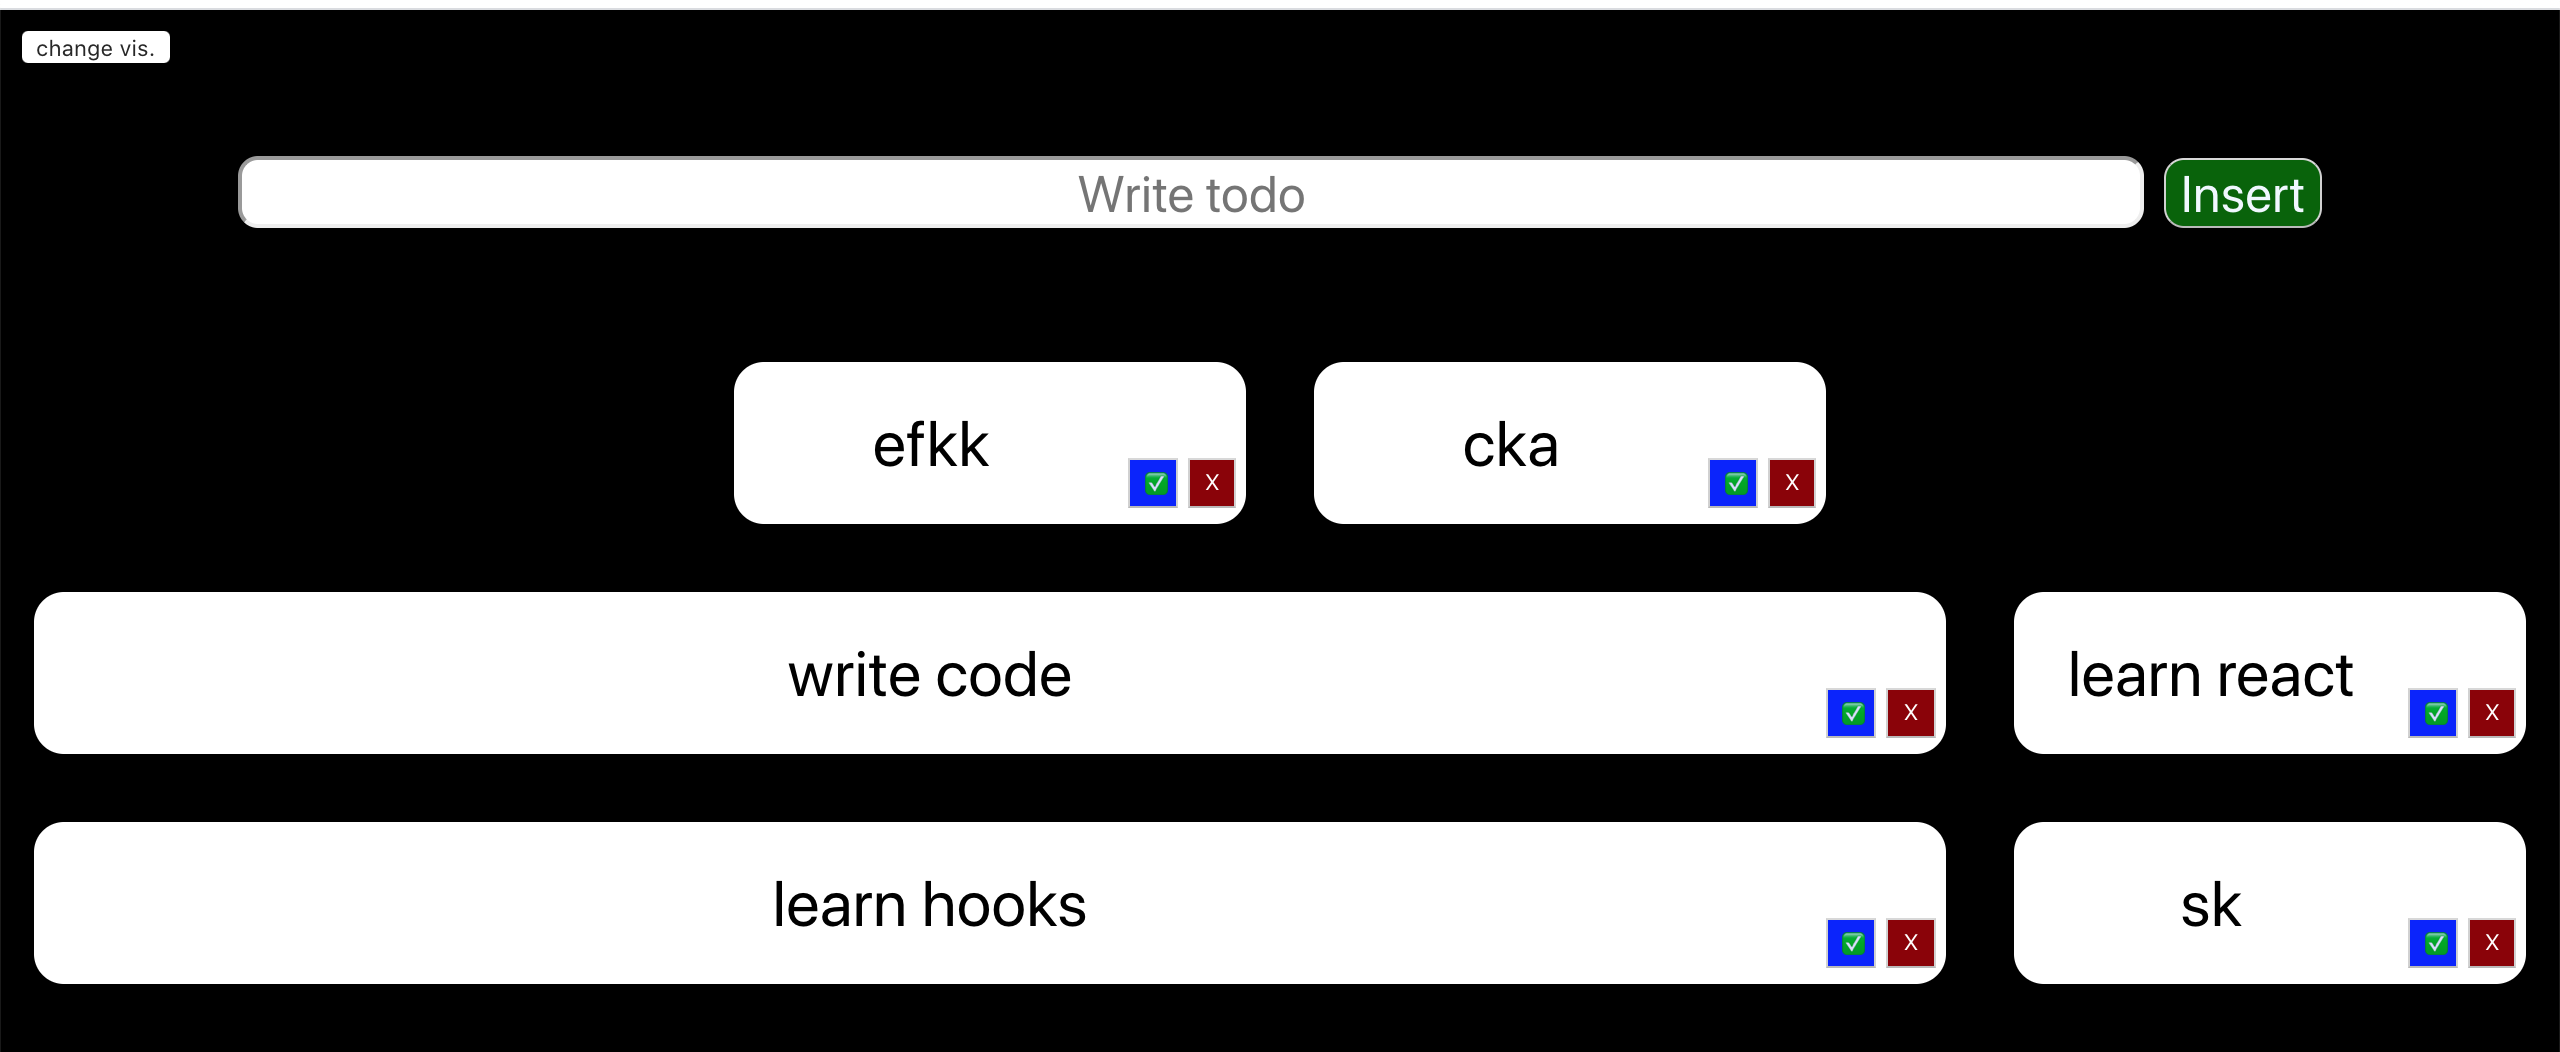 change vis.
Write todo Insert
efkk ✅ X cka ✅ X
write code ✅ X learn react ✅ X
learn hooks ✅ X sk ✅ X